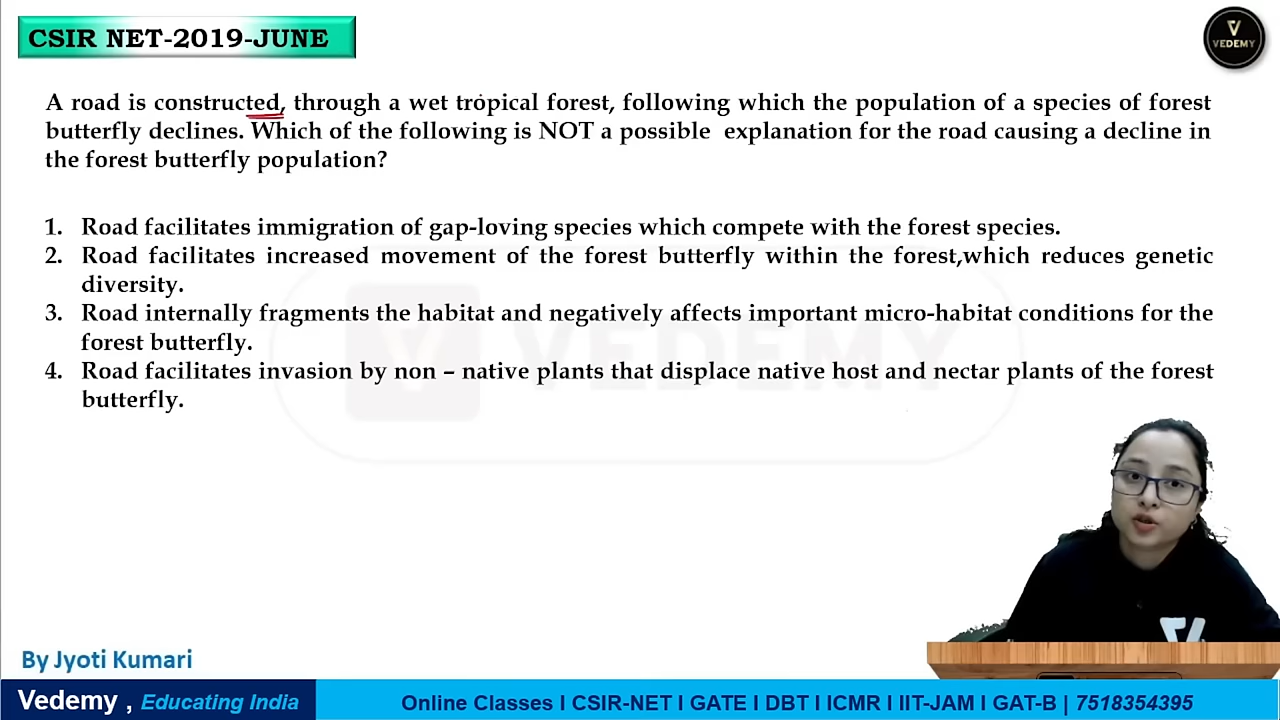 CSIR NET-2019-JUNE
VEDEMY
A road is constructed, through a wet tropical forest, following which the population of a species of forest
butterfly declines. Which of the following is NOT a possible explanation for the road causing a decline in
the forest butterfly population?
1. Road facilitates immigration of gap-loving species which compete with the forest species.
2. Road facilitates increased movement of the forest butterfly within the forest,which reduces genetic
diversity.
3. Road internally fragments the habitat and negatively affects important micro-habitat conditions for the
forest butterfly.
4. Road facilitates invasion by non – native plants that displace native host and nectar plants of the forest
butterfly.
VEDEMY
By Jyoti Kumari
Vedemy , Educating India
Online Classes I CSIR-NET I GATE I DBT I ICMR I IIT-JAM I GAT-B | 7518354395